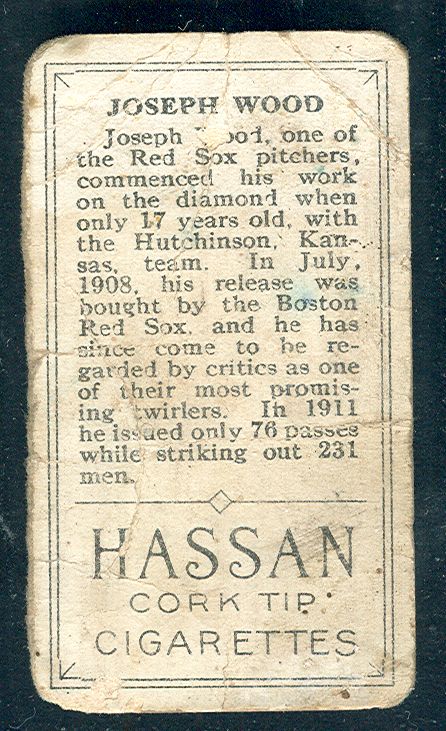 JOSEPH WOOD
Joseph Wood, one of
the Red Sox pitchers,
commenced his work
on the diamond when
only 17 years old, with
the Hutchinson, Kan-
sas, team. In July,
1908, his release was
bought by the Boston
Red Sox, and he has
since come to be re-
garded by critics as one
of their most promis-
ing twirlers. In 1911
he issued only 76 passes
while striking out 231
men.
HASSAN
CORK TIP
CIGARETTES